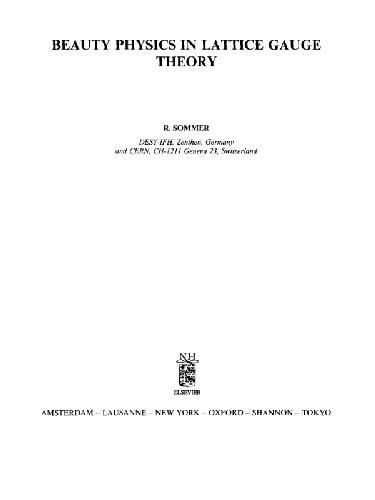 BEAUTY PHYSICS IN LATTICE GAUGE
THEORY
R. SOMMER
DESY-IFH, Zeuthen, Germany
and CERN, CH-1211 Geneva 23, Switzerland
NH
ELSEVIER
AMSTERDAM – LAUSANNE – NEW YORK – OXFORD – SHANNON – TOKYO